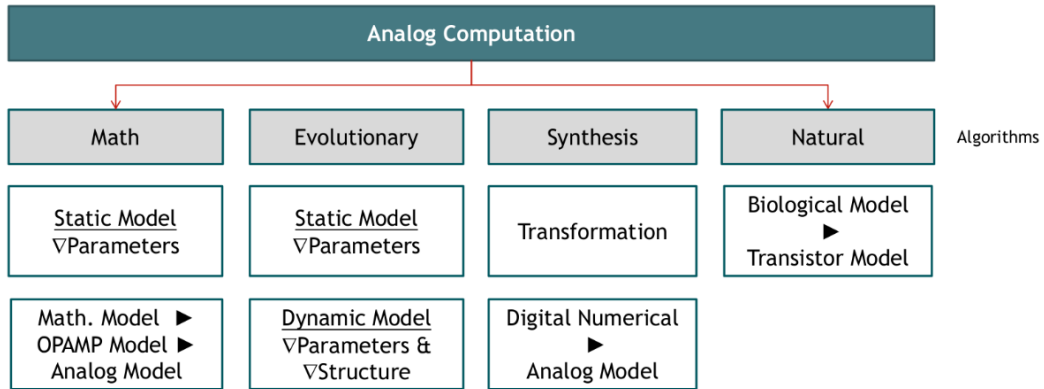 Analog Computation
Math
Evolutionary
Synthesis
Natural
Algorithms
Static Model
∇Parameters
Static Model
∇Parameters
Transformation
Biological Model
►
Transistor Model
Math. Model ►
OPAMP Model ►
Analog Model
Dynamic Model
∇Parameters &
∇Structure
Digital Numerical
►
Analog Model